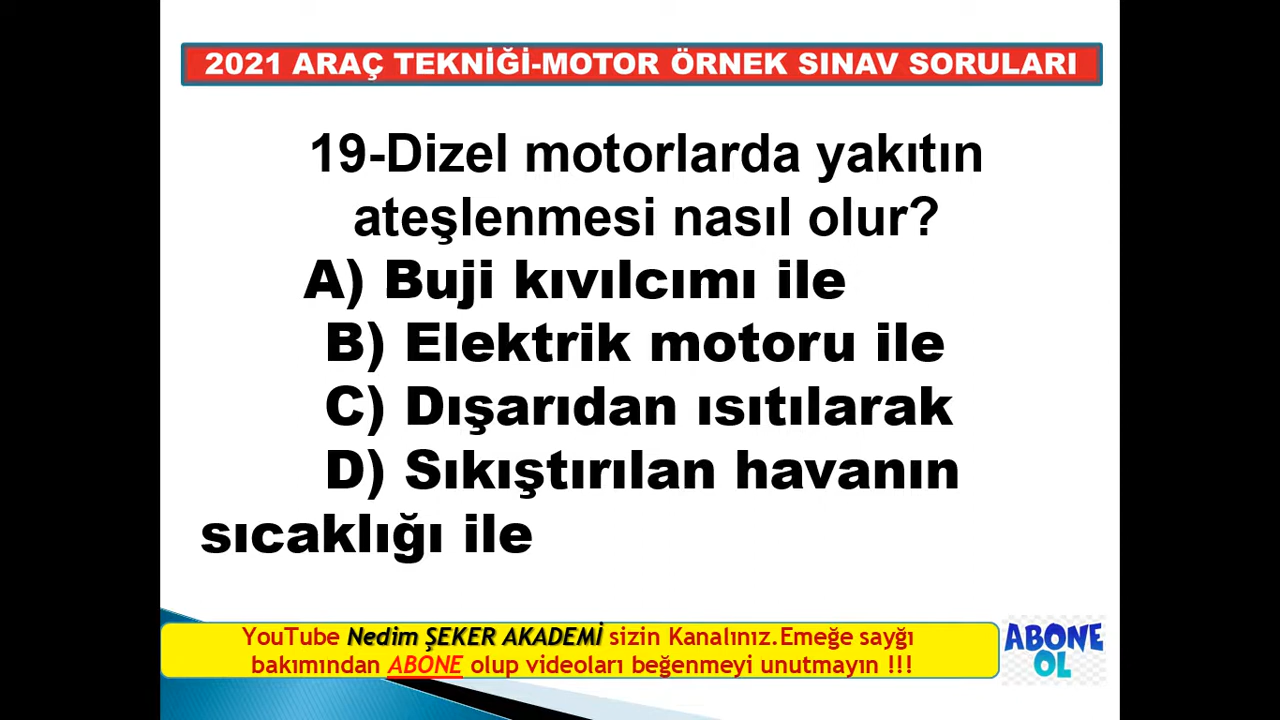 2021 ARAÇ TEKNİĞİ-MOTOR ÖRNEK SINAV SORULARI
19-Dizel motorlarda yakıtın
ateşlenmesi nasıl olur?
A) Buji kıvılcımı ile
B) Elektrik motoru ile
C) Dışarıdan ısıtılarak
D) Sıkıştırılan havanın
sıcaklığı ile
YouTube Nedim ŞEKER AKADEMİ sizin Kanalınız.Emeğe saygı
bakımından ABONE olup videoları beğenmeyi unutmayın !!!
ABONE
OL